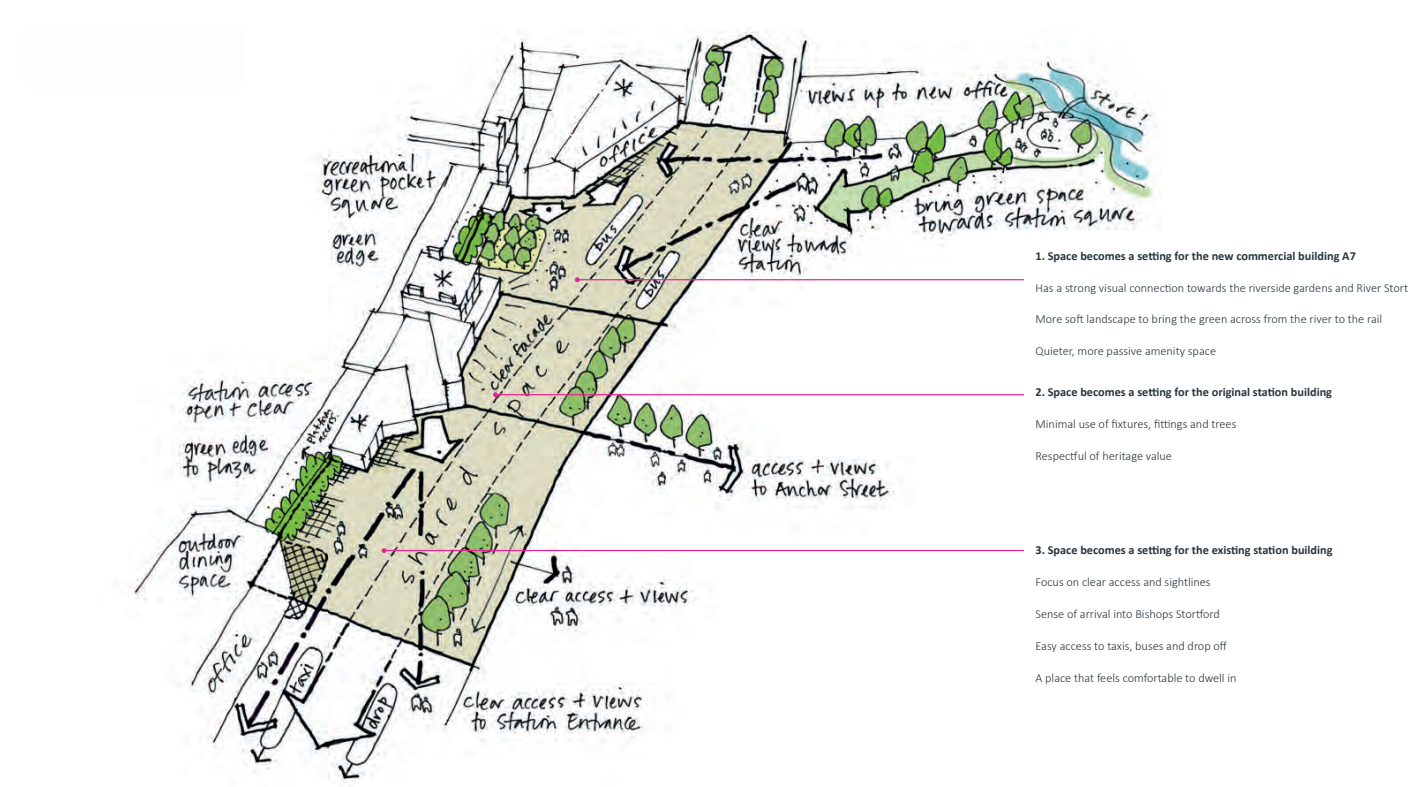 views up to new office
Stort!
office
recreational
green pocket
square
green
edge
bring green space
towards station square
clear
views towards
station
bus
bus
clear facade
shared space
station access
open + clear
platform
access
green edge
to plaza
access + views
to Anchor Street
outdoor
dining
space
clear access + views
office
taxi
drop
clear access + views
to Station Entrance
1. Space becomes a setting for the new commercial building A7
Has a strong visual connection towards the riverside gardens and River Stort
More soft landscape to bring the green across from the river to the rail
Quieter, more passive amenity space
2. Space becomes a setting for the original station building
Minimal use of fixtures, fittings and trees
Respectful of heritage value
3. Space becomes a setting for the existing station building
Focus on clear access and sightlines
Sense of arrival into Bishops Stortford
Easy access to taxis, buses and drop off
A place that feels comfortable to dwell in